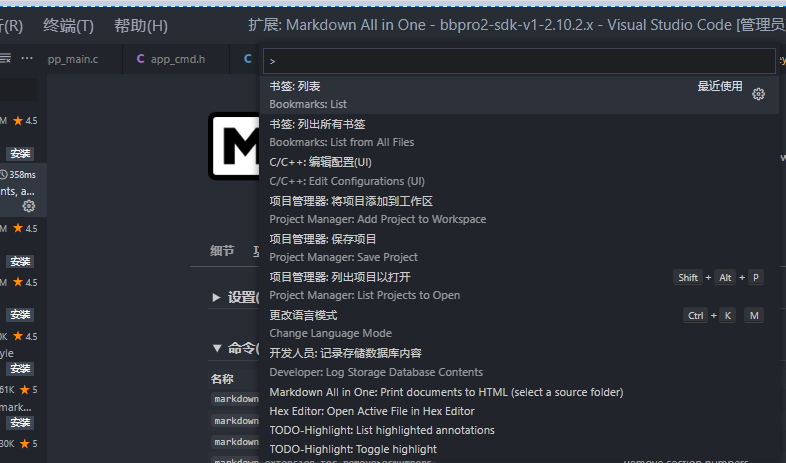 行(R) 终端(T) 帮助(H) 扩展: Markdown All in One - bbpro2-sdk-v1-2.10.2.x - Visual Studio Code [管理员
pp_main.c
C app_cmd.h
C
>
书签: 列表
最近使用
Bookmarks: List
书签: 列出所有书签
Bookmarks: List from All Files
C/C++: 编辑配置(UI)
C/C++: Edit Configurations (UI)
项目管理器: 将项目添加到工作区
Project Manager: Add Project to Workspace
项目管理器: 保存项目
Project Manager: Save Project
项目管理器: 列出项目以打开
Shift + Alt + P
Project Manager: List Projects to Open
更改语言模式
Ctrl + K M
Change Language Mode
开发人员: 记录存储数据库内容
Developer: Log Storage Database Contents
Markdown All in One: Print documents to HTML (select a source folder)
Hex Editor: Open Active File in Hex Editor
TODO-Highlight: List highlighted annotations
TODO-Highlight: Toggle highlight
M 4.5
安装
358ms
nts, a...
M 4.5
安装
M 4.5
安装
0K 4.5
yle
安装
61K 5
mark...
安装
30K 5
M
细节
设置(
命令(
名称
markdown
markdown
markdown